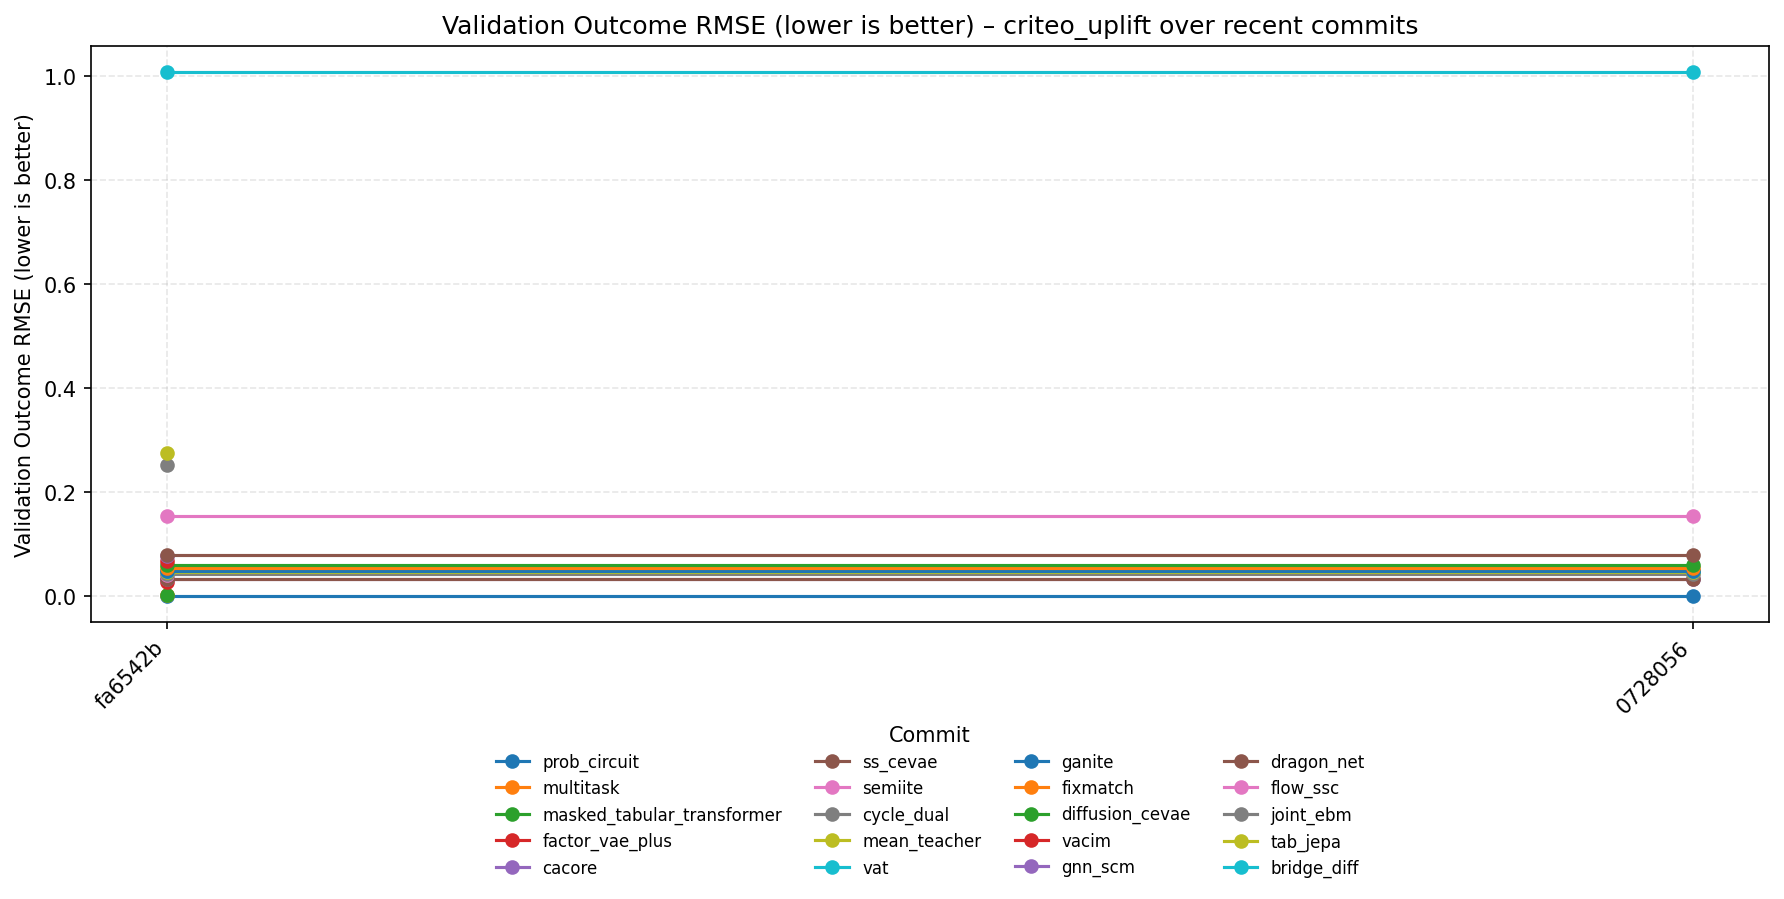 Validation Outcome RMSE (lower is better) – criteo_uplift over recent commits
Validation Outcome RMSE (lower is better)
1.0
0.8
0.6
0.4
0.2
0.0
fa6542b
0728056
Commit
prob_circuit
multitask
masked_tabular_transformer
factor_vae_plus
cacore
ss_cevae
semiite
cycle_dual
mean_teacher
vat
ganite
fixmatch
diffusion_cevae
vacim
gnn_scm
dragon_net
flow_ssc
joint_ebm
tab_jepa
bridge_diff